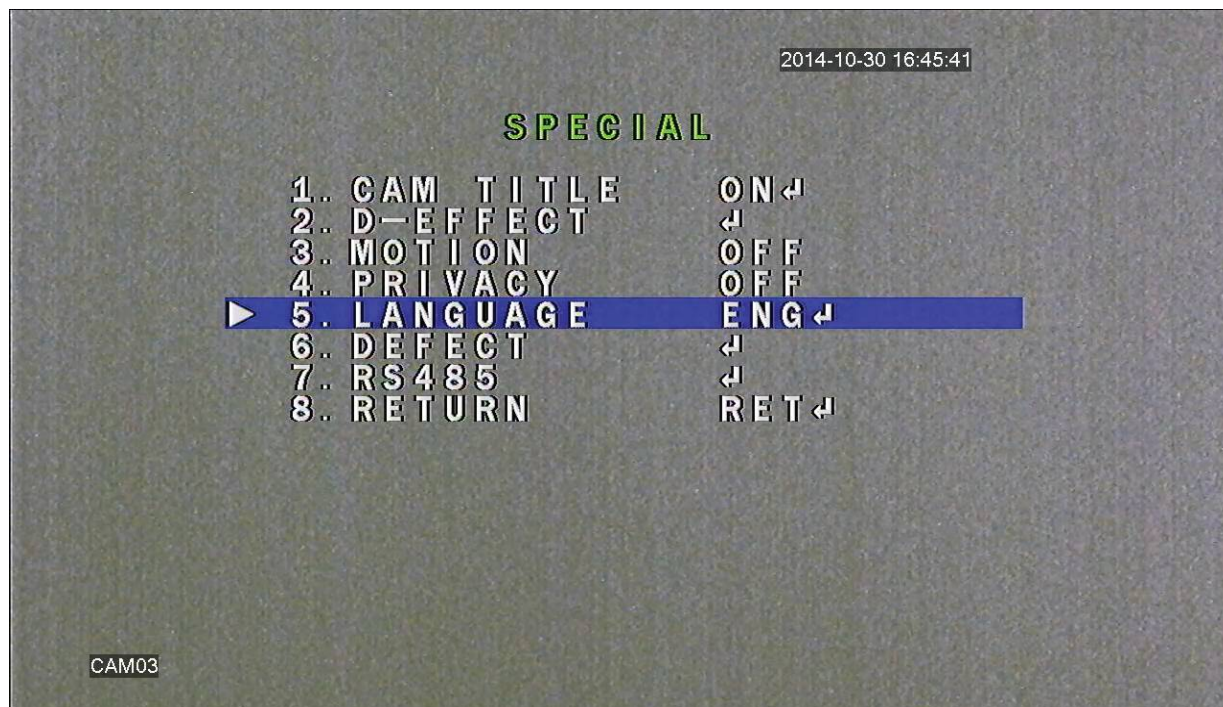 2014-10-30 16:45:41
SPECIAL
1. CAM TITLE ON↲
2. D-EFFECT ↲
3. MOTION OFF
4. PRIVACY OFF
5. LANGUAGE ENG↲
6. DEFECT ↲
7. RS485 ↲
8. RETURN RET↲
CAM03